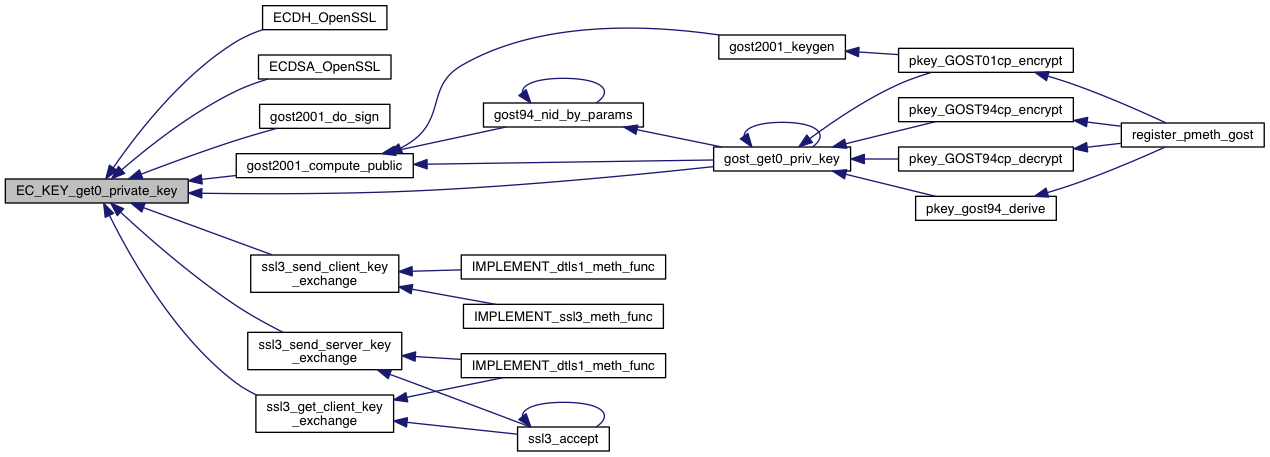 ECDH_OpenSSL
ECDSA_OpenSSL
gost2001_do_sign
gost2001_compute_public
EC_KEY_get0_private_key
gost94_nid_by_params
gost2001_keygen
gost_get0_priv_key
pkey_GOST01cp_encrypt
pkey_GOST94cp_encrypt
pkey_GOST94cp_decrypt
pkey_gost94_derive
register_pmeth_gost
ssl3_send_client_key
_exchange
IMPLEMENT_dtls1_meth_func
IMPLEMENT_ssl3_meth_func
ssl3_send_server_key
_exchange
IMPLEMENT_dtls1_meth_func
ssl3_get_client_key
_exchange
ssl3_accept